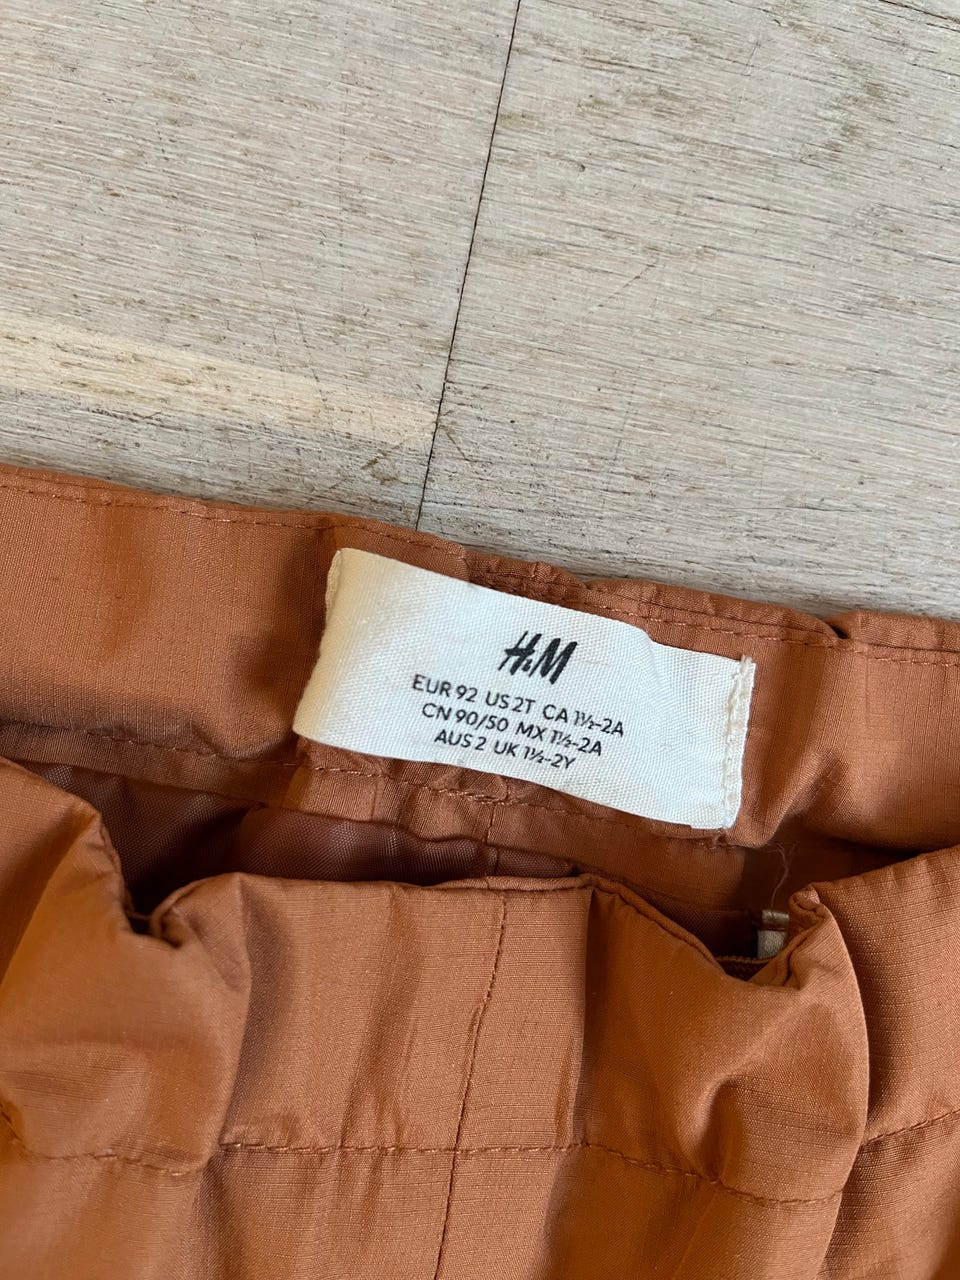 H&M
EUR 92 US 2T CA 1½-2A
CN 90/50 MX 1½-2A
AUS 2 UK 1½-2Y